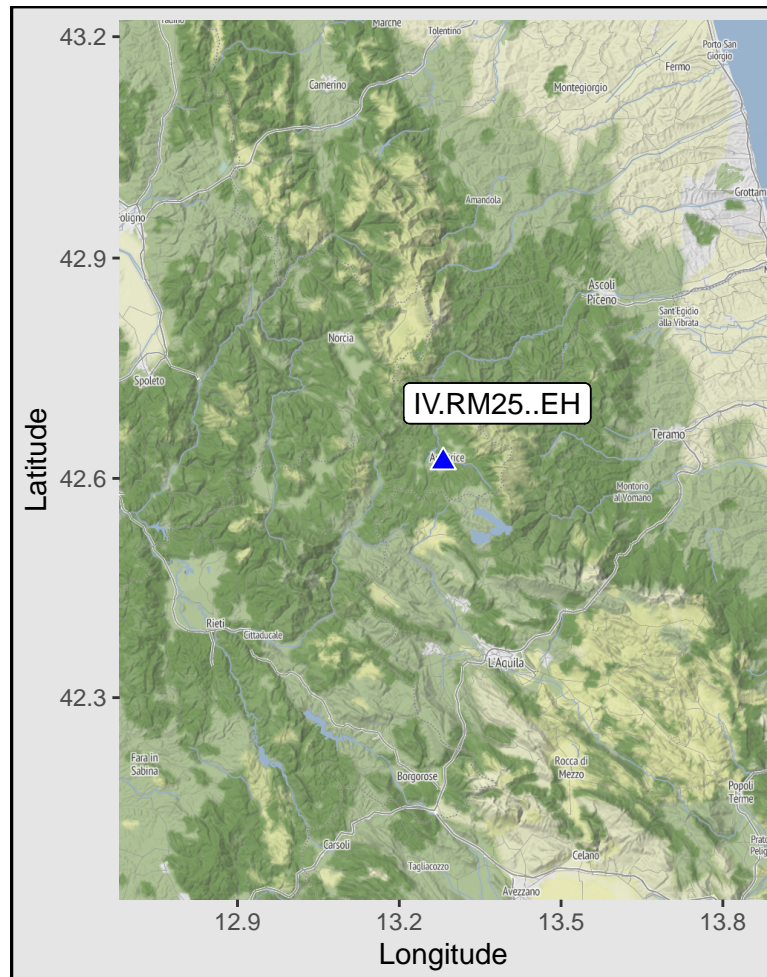 Marche
Tolentino
43.2
Porto San
Giorgio
Fermo
Camerino
Montegiorgio
Amandola
42.9
Ascoli
Piceno
Sant'Egidio
alla Vibrata
Norcia
Spoleto
IV.RM25..EH
Teramo
42.6
Montorio
al Vomano
Latitude
Rieti
Cittaducale
L'Aquila
42.3
Fara in
Sabina
Rocca di
Mezzo
Borgorose
Popoli
Terme
Carsoli
Tagliacozzo
Celano
Avezzano
12.9
13.2
13.5
13.8
Longitude